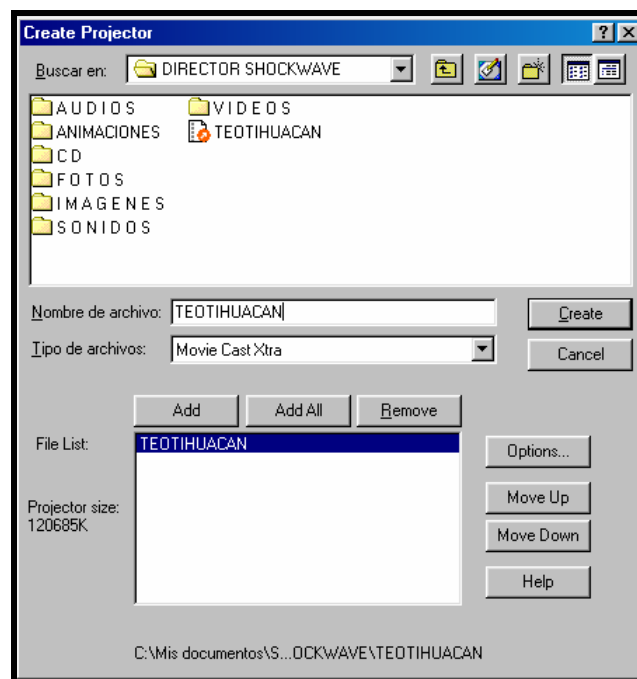 Create Projector
Buscar en: DIRECTOR SHOCKWAVE
AUDIOS VIDEOS
ANIMACIONES TEOTIHUACAN
CD
FOTOS
IMAGENES
SONIDOS
Nombre de archivo: TEOTIHUACAN Create
Tipo de archivos: Movie Cast Xtra Cancel
Add Add All Remove
File List: TEOTIHUACAN Options...
Projector size: Move Up
120685K
Move Down
Help
C:\Mis documentos\S...OCKWAVE\TEOTIHUACAN